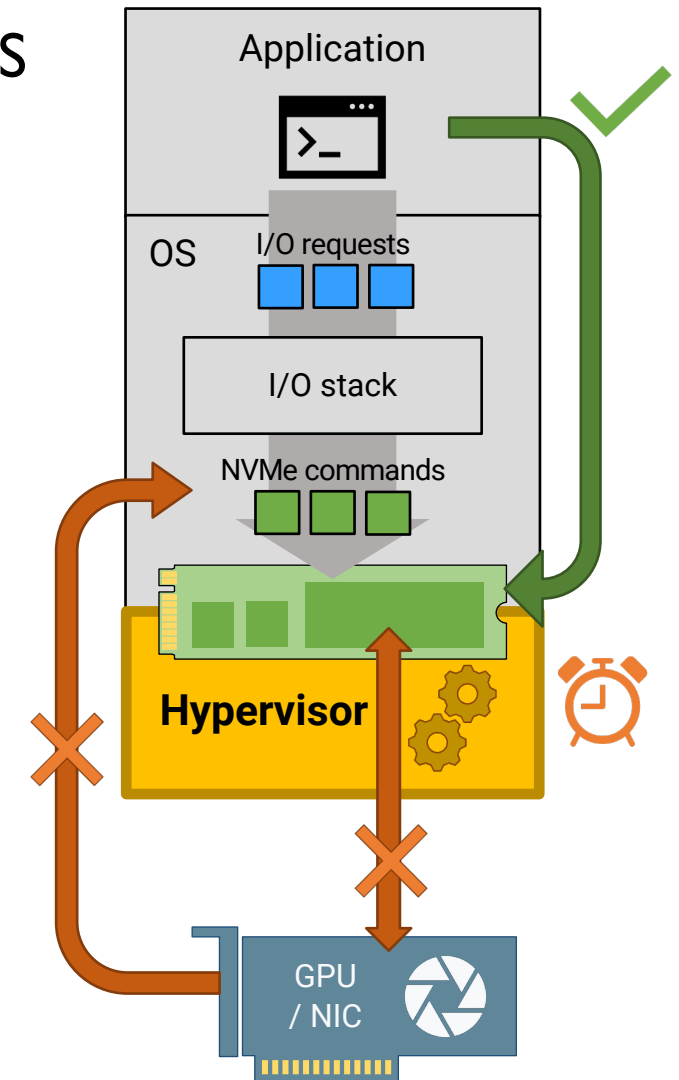 s
Application
>_
OS
I/O requests
I/O stack
NVMe commands
Hypervisor
GPU
/ NIC